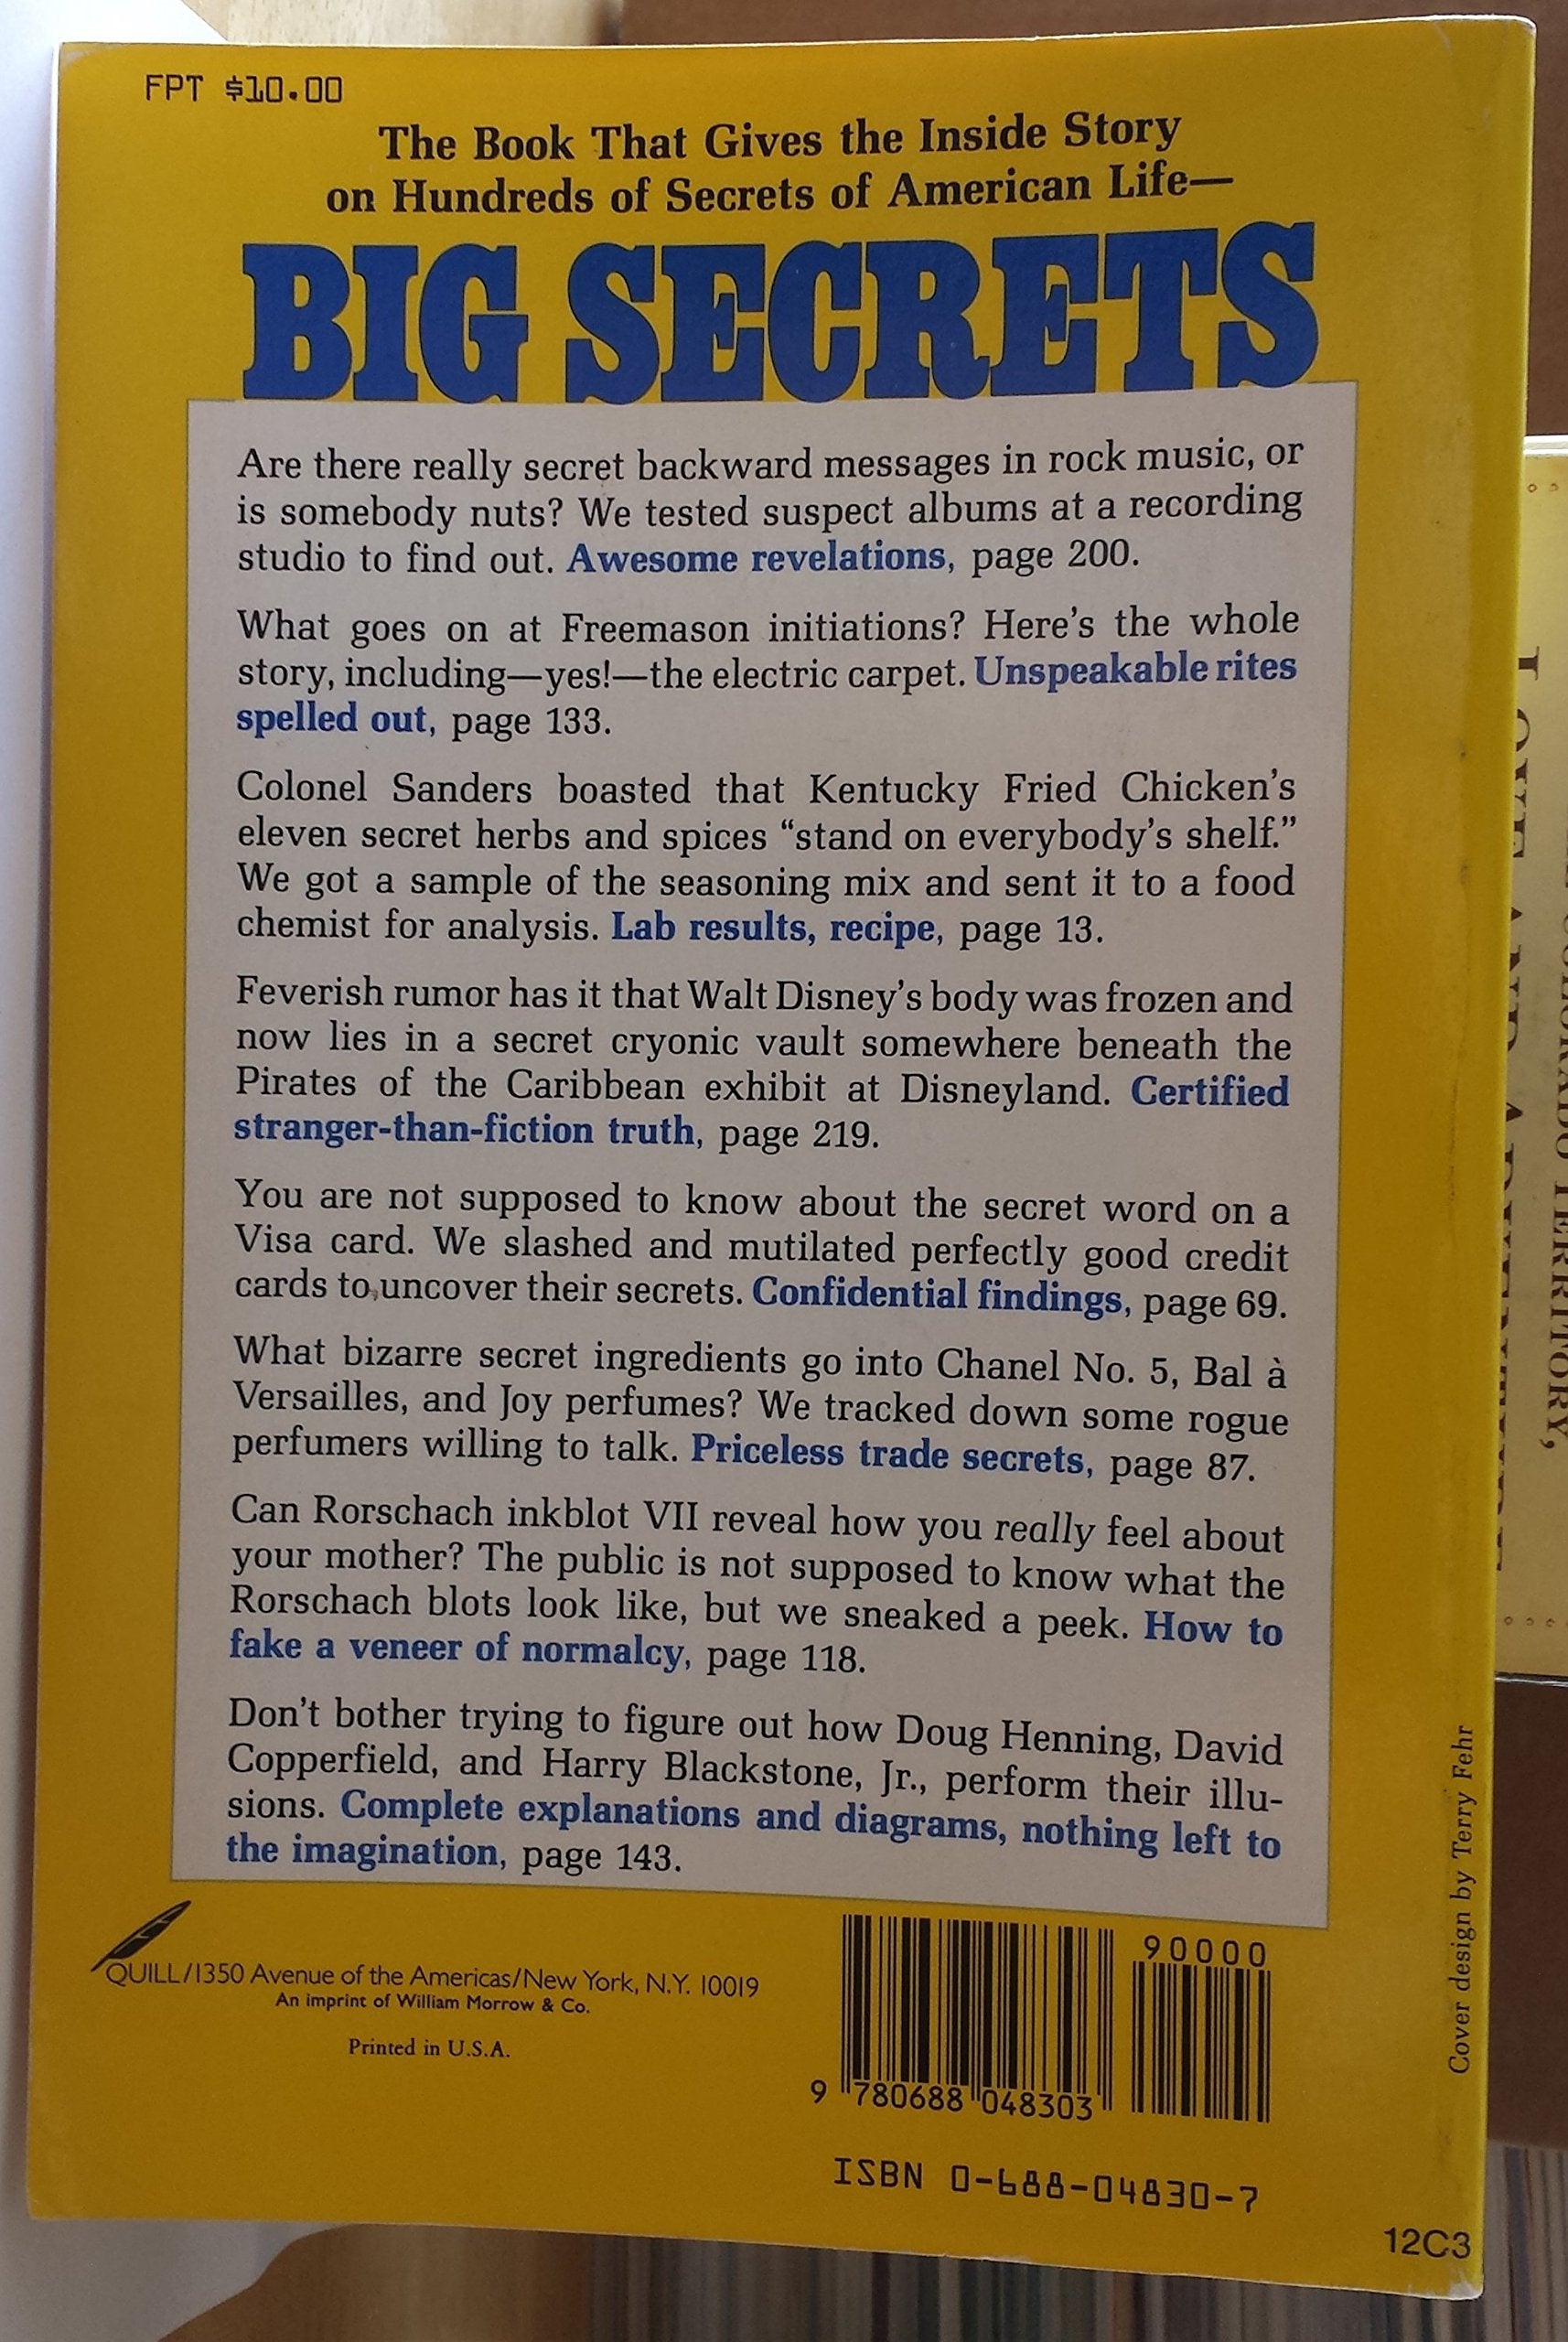 FPT $10.00
The Book That Gives the Inside Story
on Hundreds of Secrets of American Life—
BIG SECRETS
Are there really secret backward messages in rock music, or
is somebody nuts? We tested suspect albums at a recording
studio to find out. Awesome revelations, page 200.
What goes on at Freemason initiations? Here's the whole
story, including—yes!—the electric carpet. Unspeakable rites
spelled out, page 133.
Colonel Sanders boasted that Kentucky Fried Chicken's
eleven secret herbs and spices “stand on everybody's shelf.”
We got a sample of the seasoning mix and sent it to a food
chemist for analysis. Lab results, recipe, page 13.
Feverish rumor has it that Walt Disney's body was frozen and
now lies in a secret cryonic vault somewhere beneath the
Pirates of the Caribbean exhibit at Disneyland. Certified
stranger-than-fiction truth, page 219.
You are not supposed to know about the secret word on a
Visa card. We slashed and mutilated perfectly good credit
cards to uncover their secrets. Confidential findings, page 69.
What bizarre secret ingredients go into Chanel No. 5, Bal à
Versailles, and Joy perfumes? We tracked down some rogue
perfumers willing to talk. Priceless trade secrets, page 87.
Can Rorschach inkblot VII reveal how you really feel about
your mother? The public is not supposed to know what the
Rorschach blots look like, but we sneaked a peek. How to
fake a veneer of normalcy, page 118.
Don't bother trying to figure out how Doug Henning, David
Copperfield, and Harry Blackstone, Jr., perform their illu-
sions. Complete explanations and diagrams, nothing left to
the imagination, page 143.
QUILL/1350 Avenue of the Americas/New York, N.Y. 10019
An imprint of William Morrow & Co.
Printed in U.S.A.
90000
9 780688 048303
ISBN 0-688-04830-7
12C3
Cover design by Terry Fehr
LOVE AND ADVENTURE
TERRITORY,